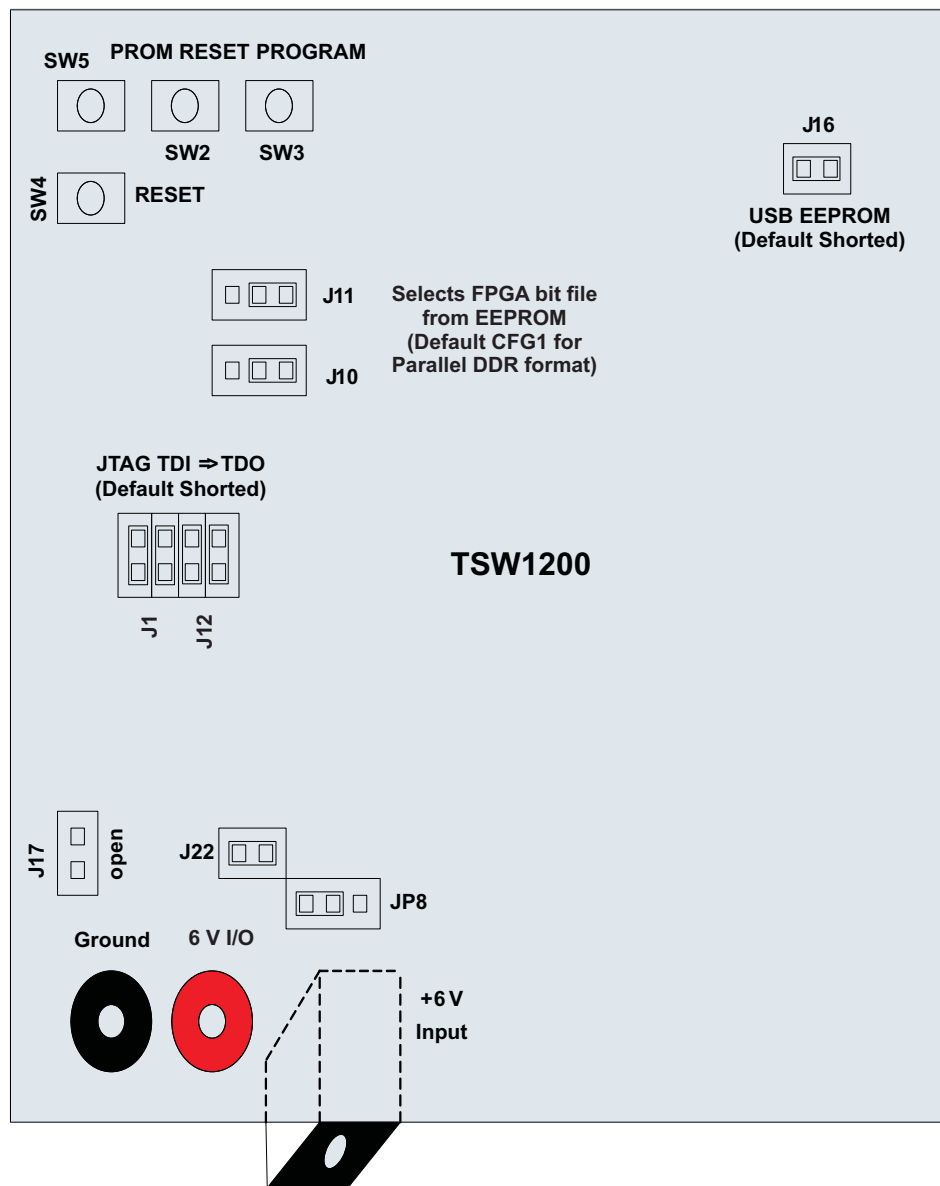 SW5
PROM RESET PROGRAM
SW2
SW3
SW4
RESET
J16
USB EEPROM
(Default Shorted)
J11
J10
Selects FPGA bit file
from EEPROM
(Default CFG1 for
Parallel DDR format)
JTAG TDI ⇒ TDO
(Default Shorted)
J1
J12
TSW1200
J17
open
J22
JP8
Ground
6 V I/O
+6 V
Input